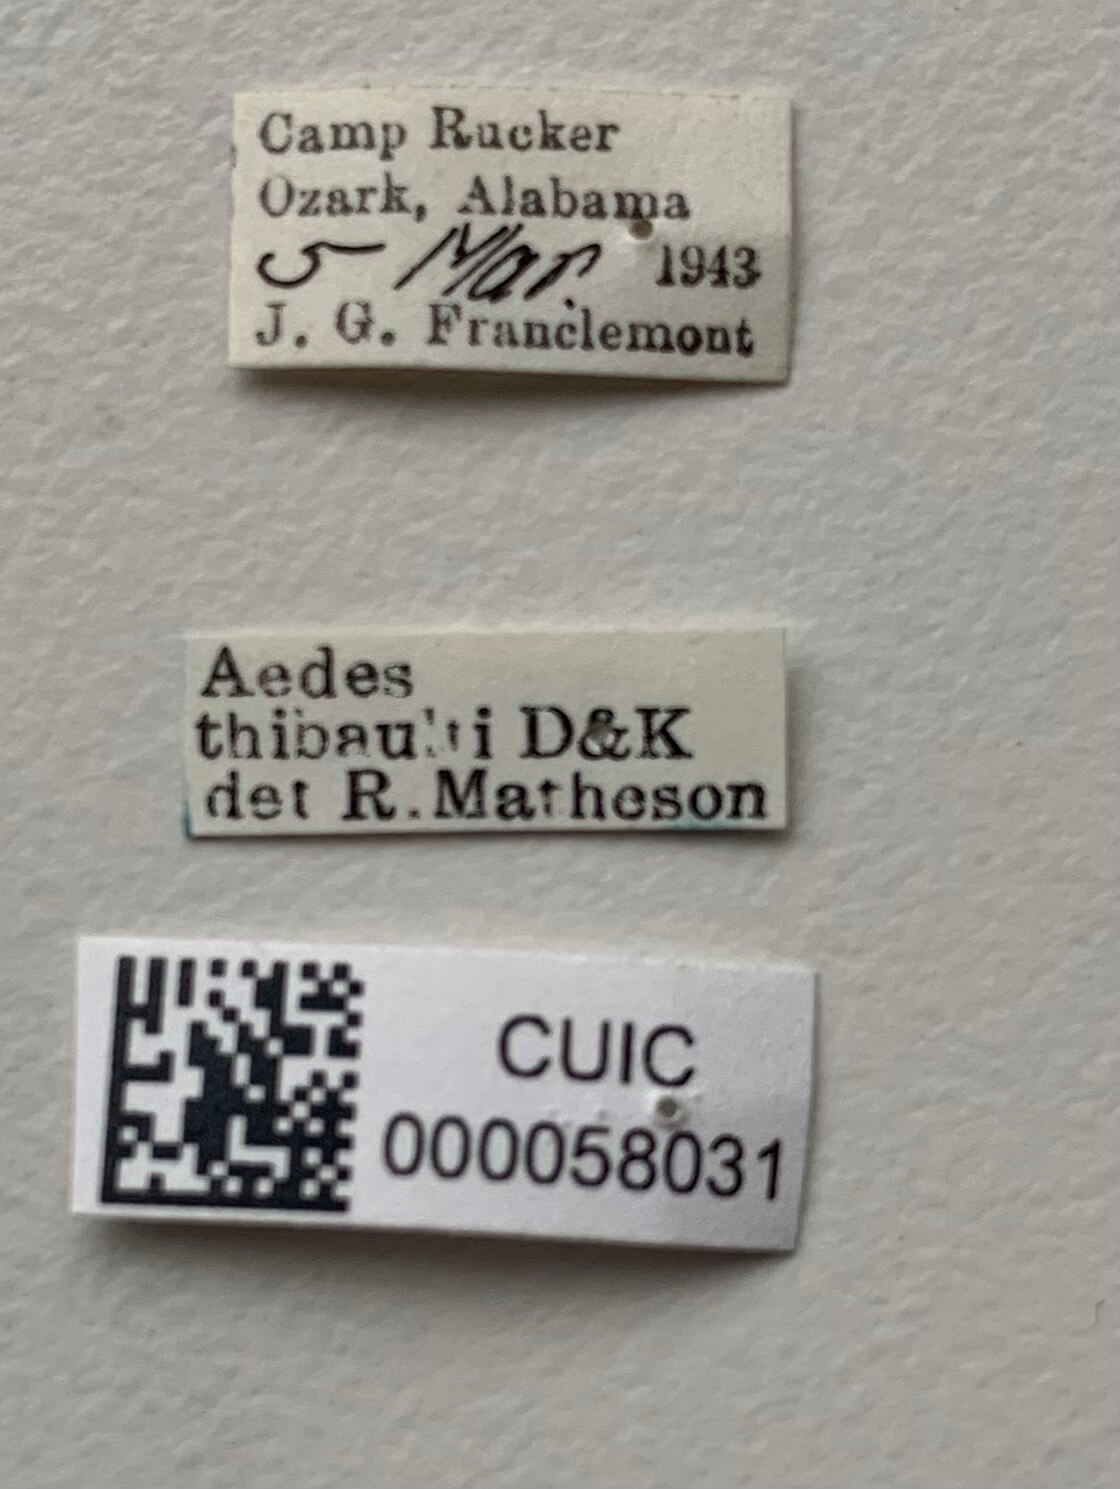 Camp Rucker
Ozark, Alabama
5 Mar. 1943
J. G. Franclemont
Aedes
thibaulti D&K
det R. Matheson
CUIC
000058031